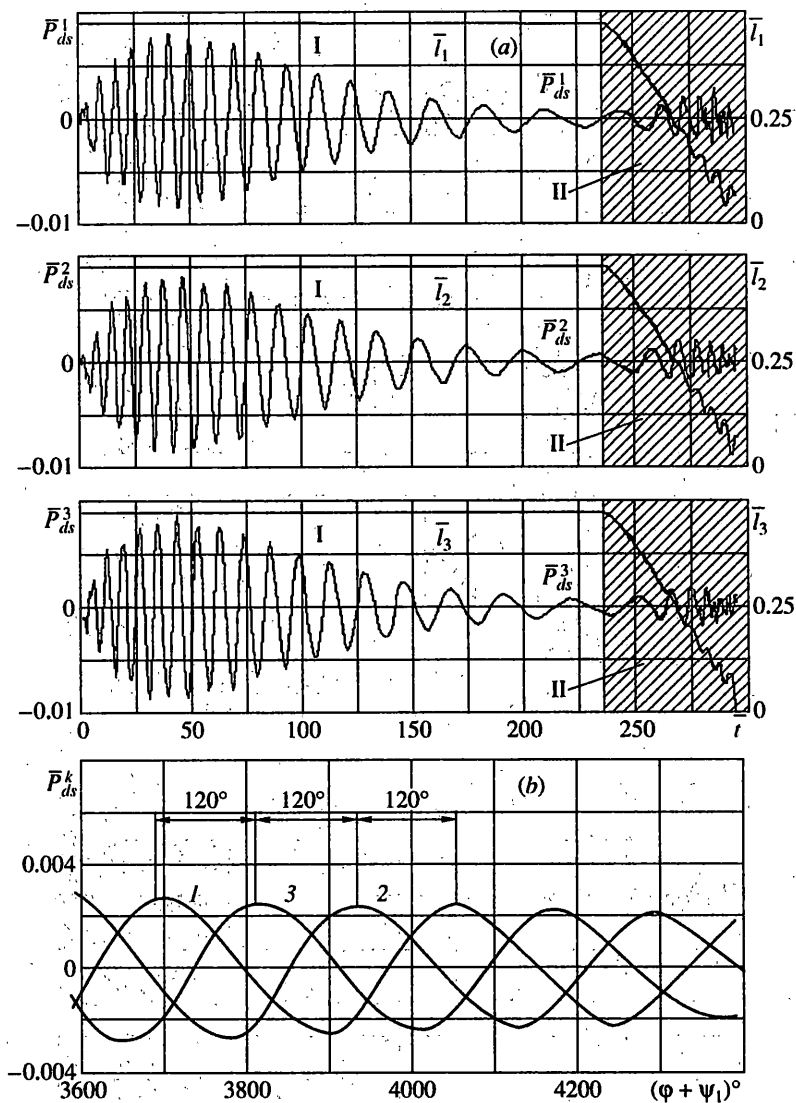 P̅¹ds I l̅₁ (a) l̅₁
P̅¹ds
0 0.25
II
−0.01 0
P̅²ds I l̅₂ l̅₂
P̅²ds
0 0.25
II
−0.01 0
P̅³ds I l̅₃ l̅₃
P̅³ds
0 0.25
II
−0.01 0
0 50 100 150 200 250 t̅
P̅ᵏds (b)
120° 120° 120°
0.004
1 3 2
0
−0.004
3600 3800 4000 4200 (φ + ψ₁)°